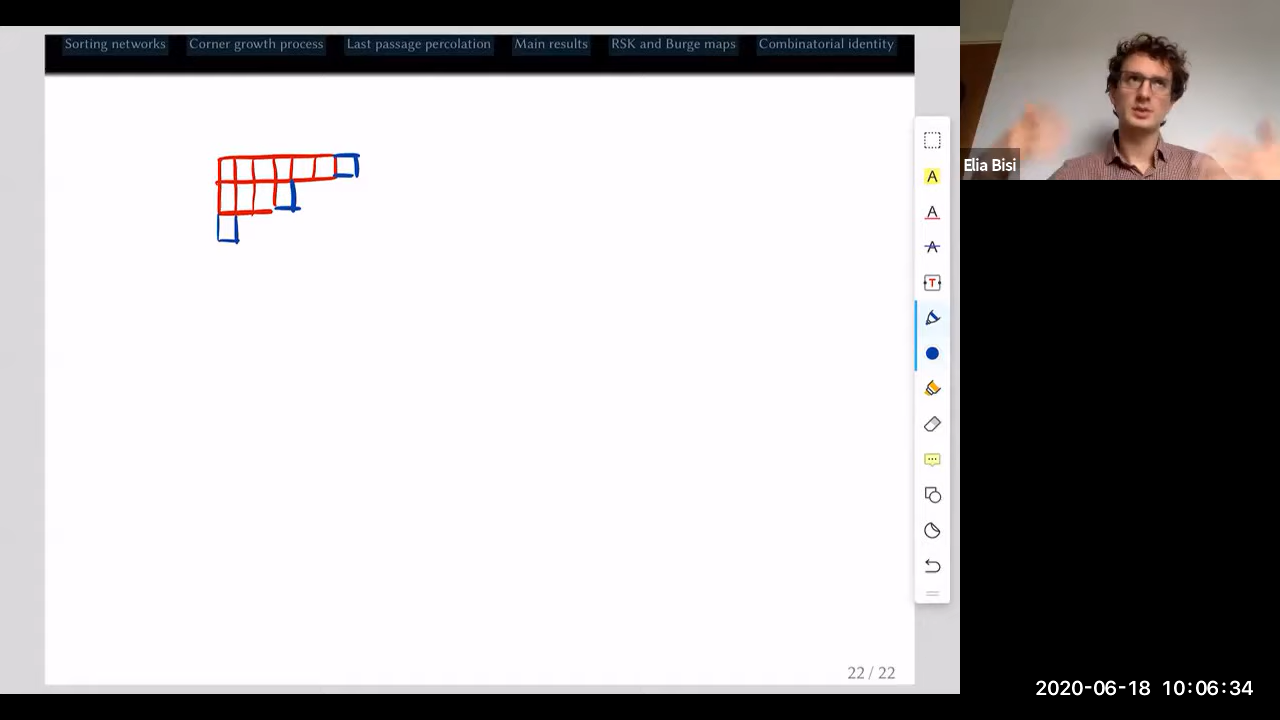 Sorting networks Corner growth process Last passage percolation Main results RSK and Burge maps Combinatorial identity
Elia Bisi
A
A
A
T
22 / 22
2020-06-18 10:06:34